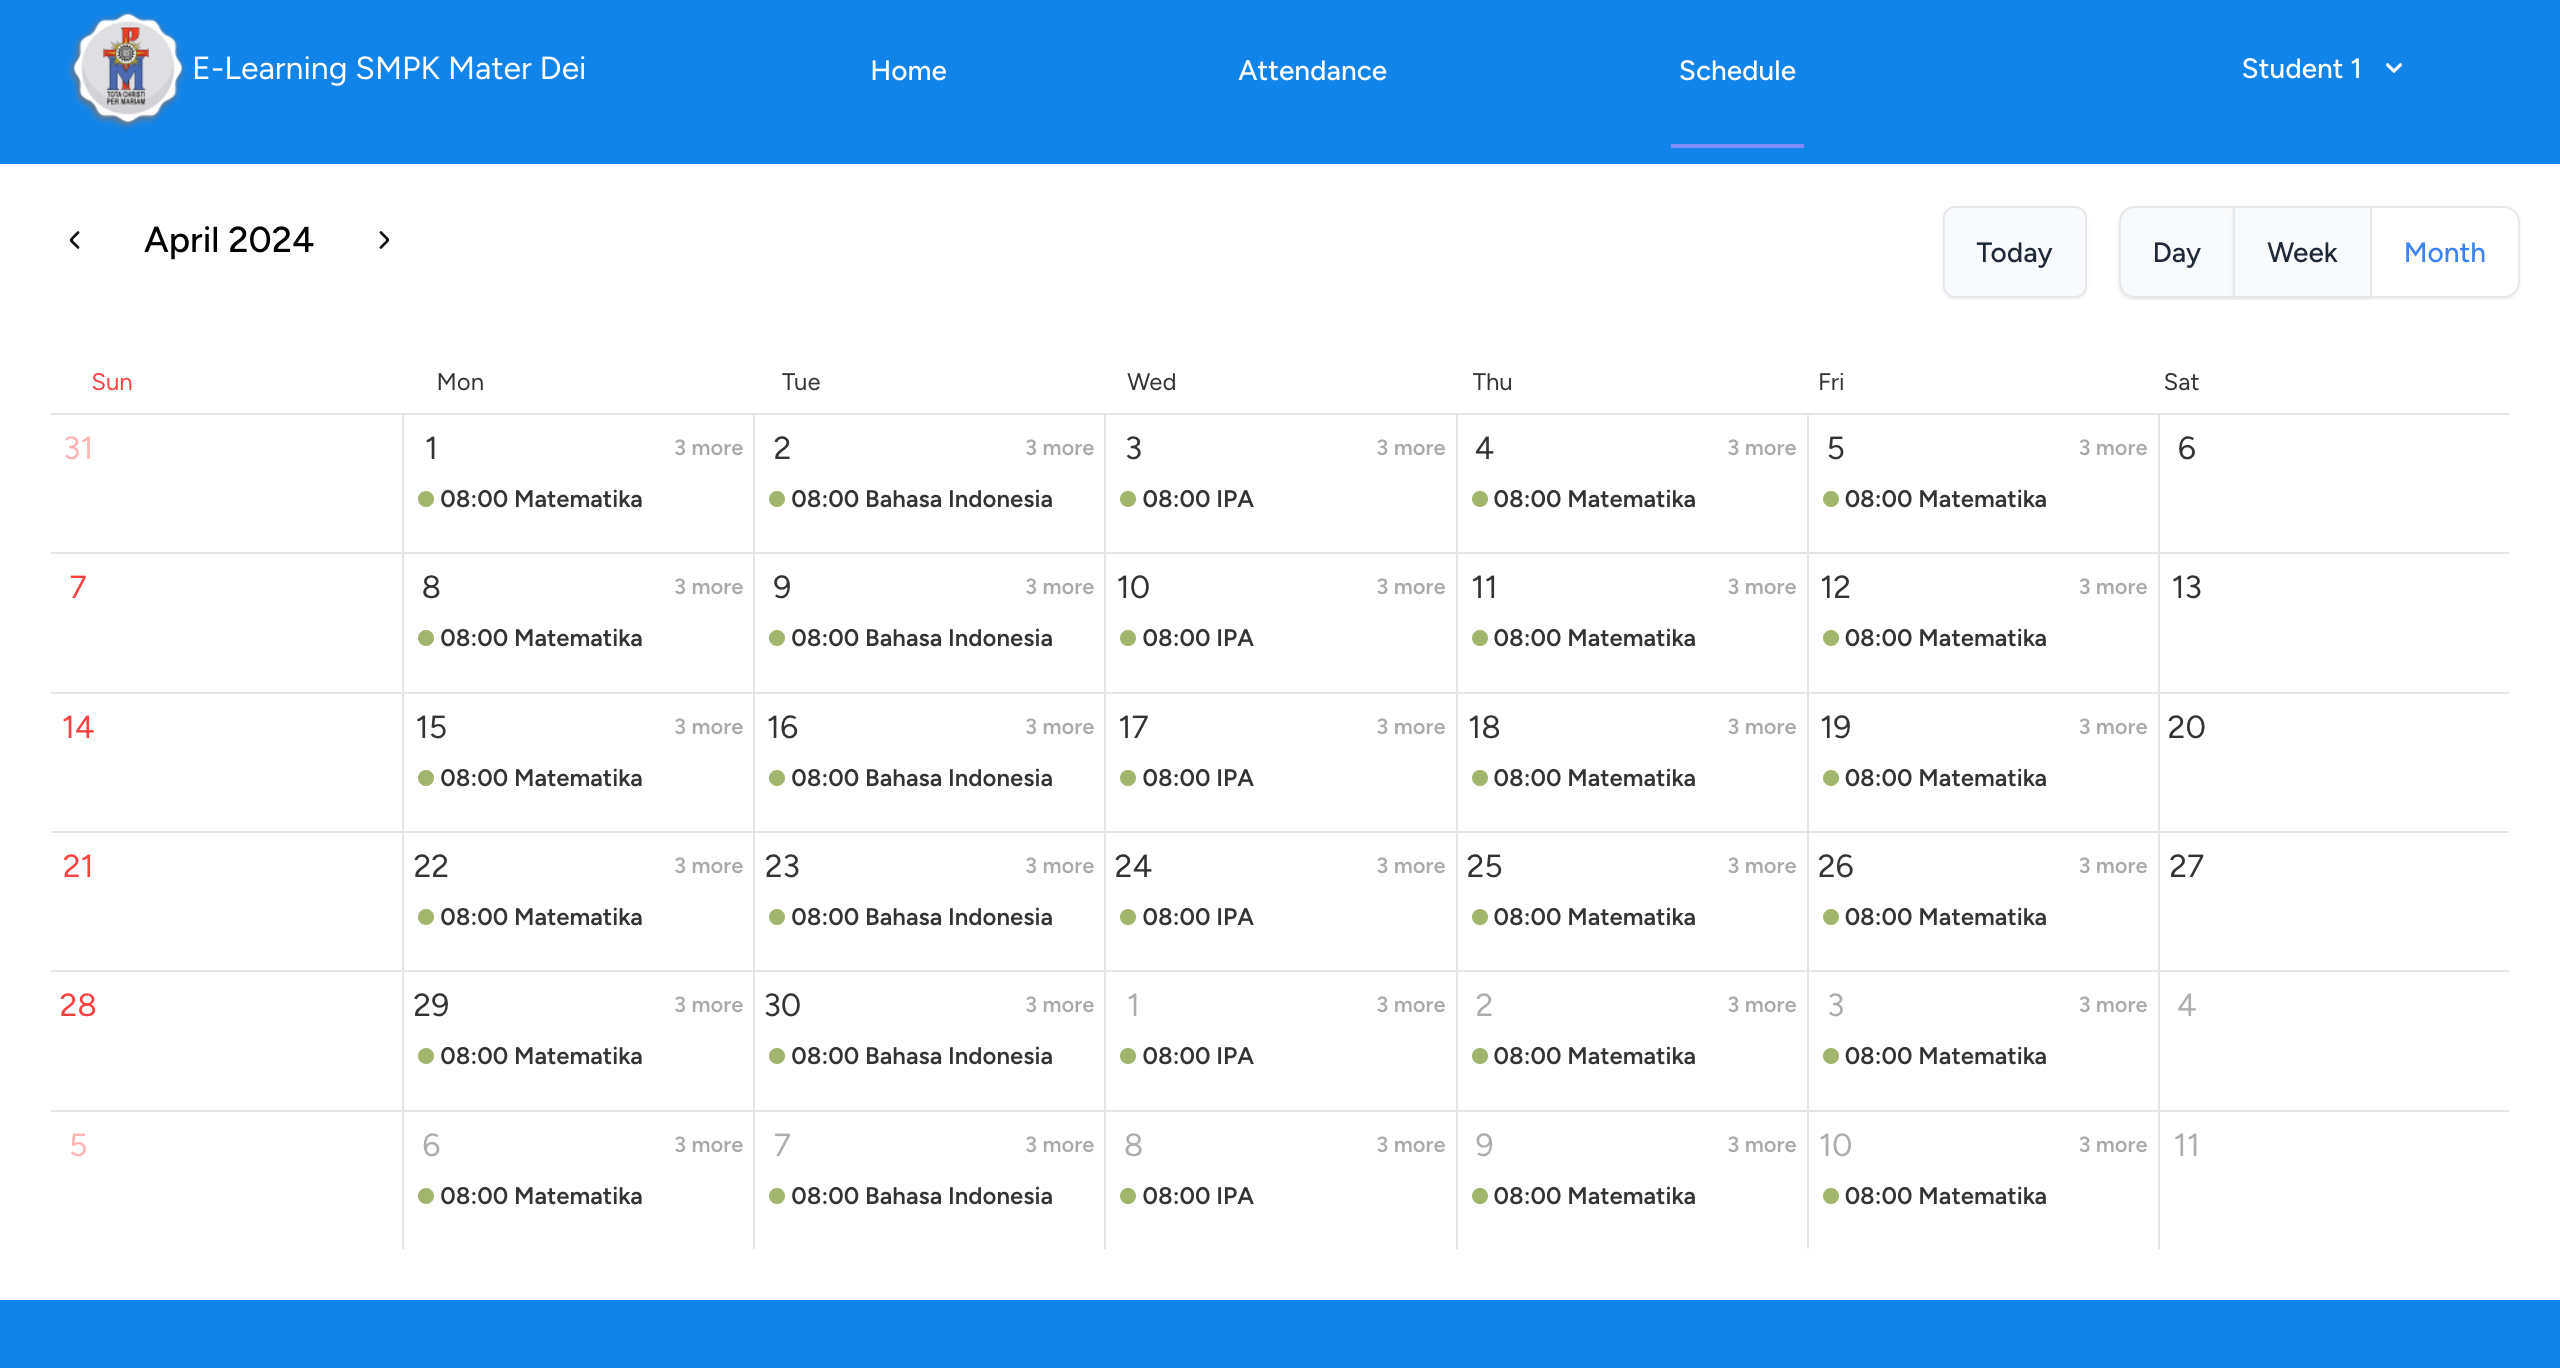 TOTA CHRISTI
PER MARIAM
E-Learning SMPK Mater Dei
Home
Attendance
Schedule
Student 1
April 2024
Today
Day
Week
Month
Sun Mon Tue Wed Thu Fri Sat
31 1 3 more 2 3 more 3 3 more 4 3 more 5 3 more 6
08:00 Matematika 08:00 Bahasa Indonesia 08:00 IPA 08:00 Matematika 08:00 Matematika
7 8 3 more 9 3 more 10 3 more 11 3 more 12 3 more 13
08:00 Matematika 08:00 Bahasa Indonesia 08:00 IPA 08:00 Matematika 08:00 Matematika
14 15 3 more 16 3 more 17 3 more 18 3 more 19 3 more 20
08:00 Matematika 08:00 Bahasa Indonesia 08:00 IPA 08:00 Matematika 08:00 Matematika
21 22 3 more 23 3 more 24 3 more 25 3 more 26 3 more 27
08:00 Matematika 08:00 Bahasa Indonesia 08:00 IPA 08:00 Matematika 08:00 Matematika
28 29 3 more 30 3 more 1 3 more 2 3 more 3 3 more 4
08:00 Matematika 08:00 Bahasa Indonesia 08:00 IPA 08:00 Matematika 08:00 Matematika
5 6 3 more 7 3 more 8 3 more 9 3 more 10 3 more 11
08:00 Matematika 08:00 Bahasa Indonesia 08:00 IPA 08:00 Matematika 08:00 Matematika